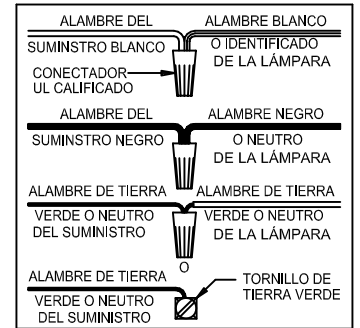 ALAMBRE DEL
SUMINSTRO BLANCO
ALAMBRE BLANCO
O IDENTIFICADO
DE LA LÁMPARA
CONECTADOR
UL CALIFICADO
ALAMBRE DEL
SUMINSTRO NEGRO
ALAMBRE NEGRO
O NEUTRO
DE LA LÁMPARA
ALAMBRE DE TIERRA
VERDE O NEUTRO
DEL SUMINISTRO
ALAMBRE DE TIERRA
VERDE O NEUTRO
DE LA LÁMPARA
O
ALAMBRE DE TIERRA
VERDE O NEUTRO
DEL SUMINISTRO
TORNILLO DE
TIERRA VERDE